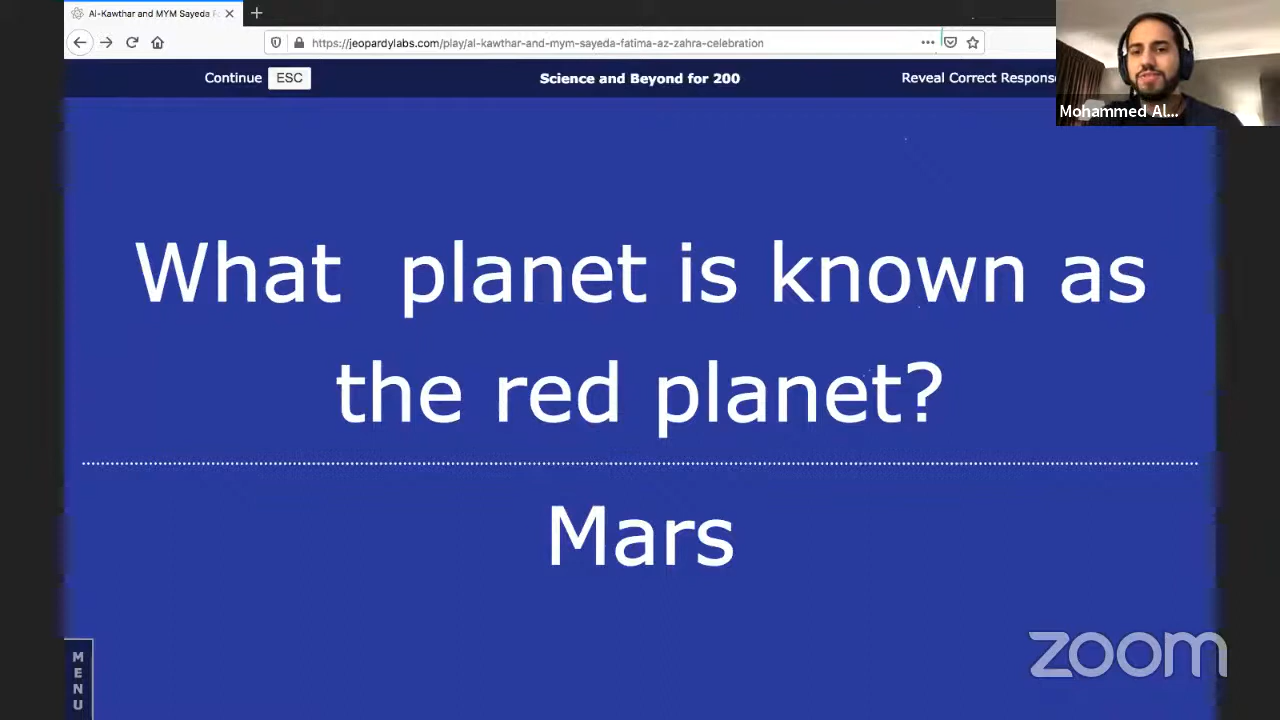 Al-Kawthar and MYM Sayeda F
https://jeopardylabs.com/play/al-kawthar-and-mym-sayeda-fatima-az-zahra-celebration
Continue ESC
Science and Beyond for 200
Reveal Correct Respons
Mohammed Al...
What planet is known as
the red planet?
Mars
MENU
zoom